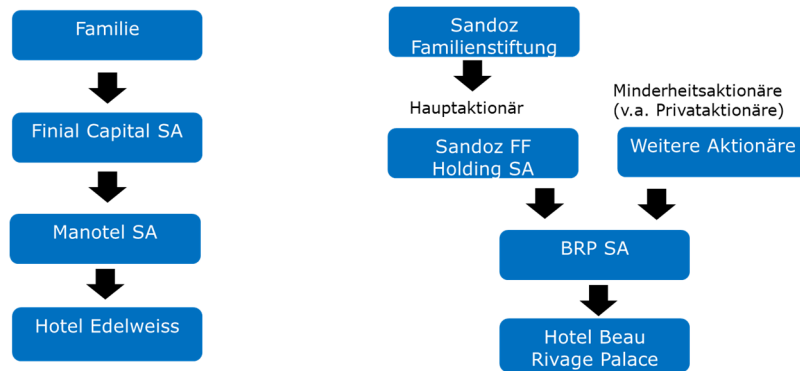 Familie
Finial Capital SA
Manotel SA
Hotel Edelweiss
Sandoz
Familienstiftung
Hauptaktionär
Minderheitsaktionäre
(v.a. Privataktionäre)
Sandoz FF
Holding SA
Weitere Aktionäre
BRP SA
Hotel Beau
Rivage Palace